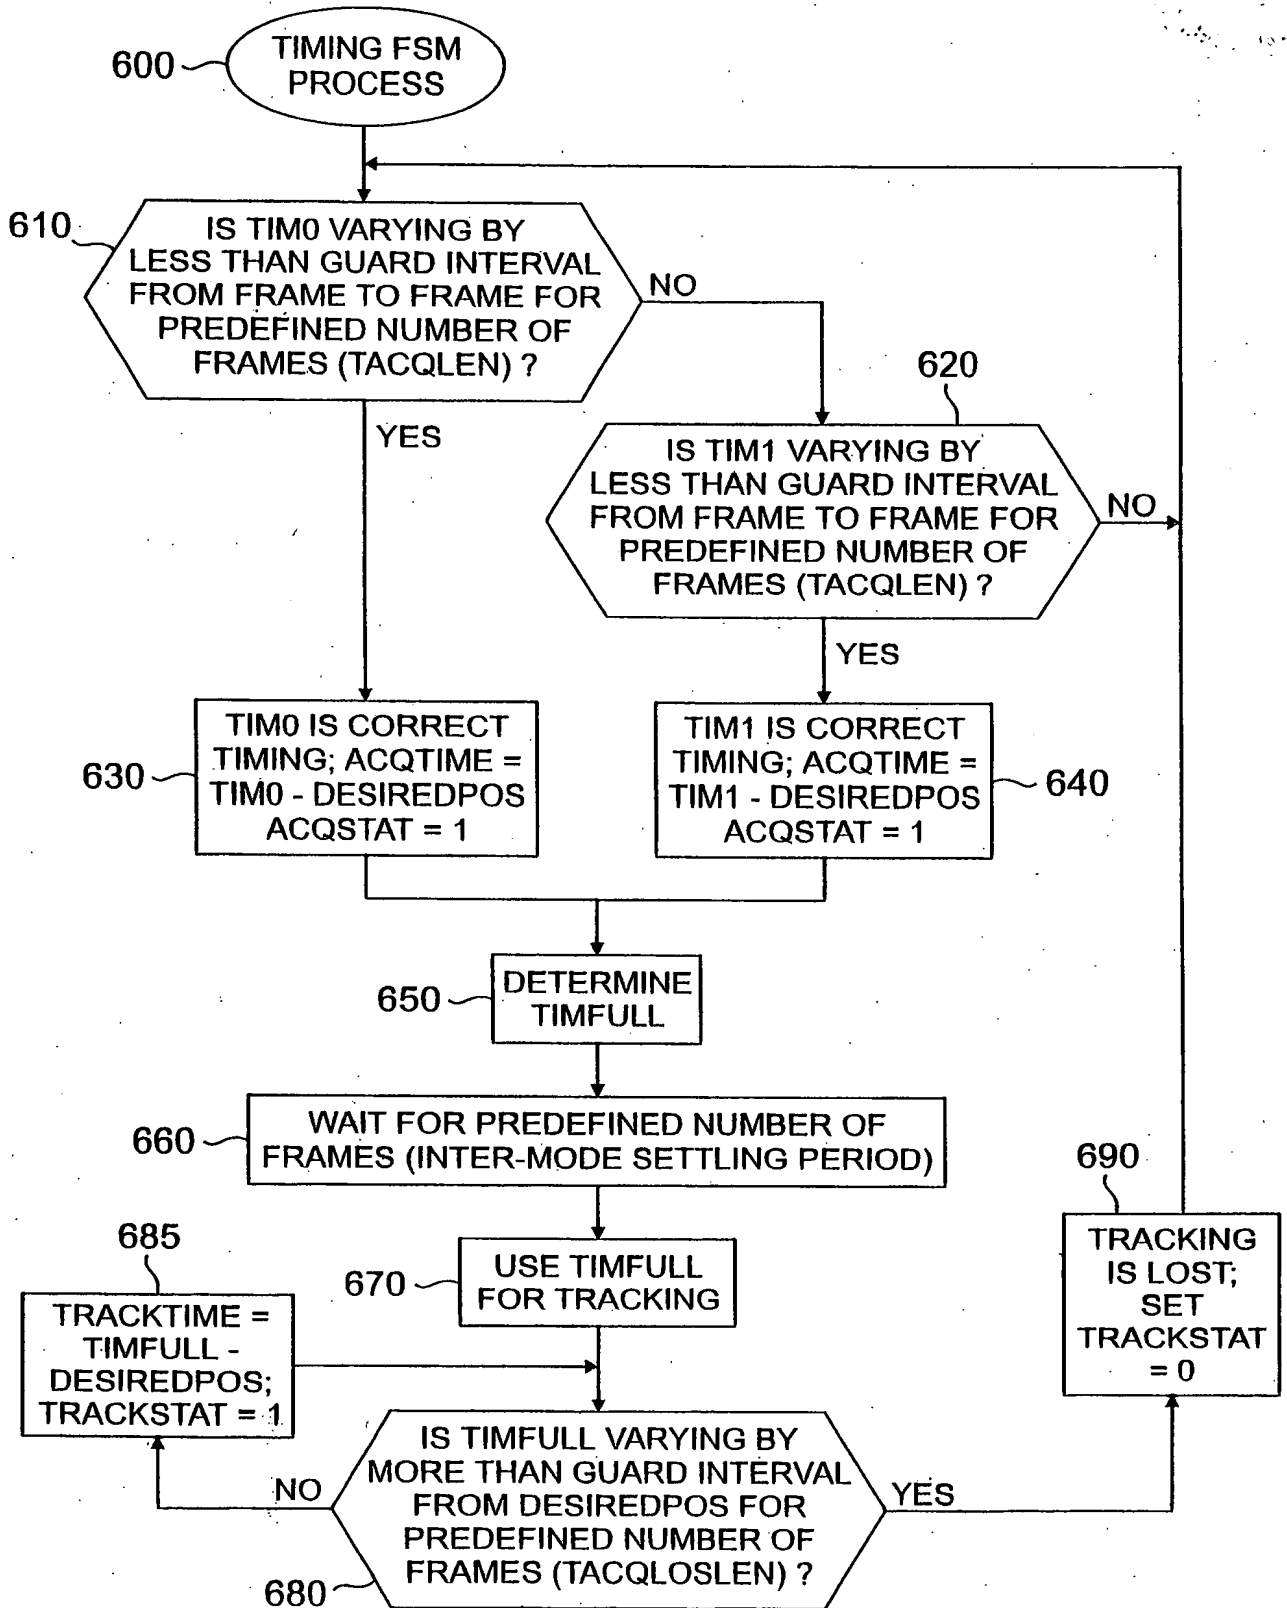 600
TIMING FSM
PROCESS
610
IS TIM0 VARYING BY
LESS THAN GUARD INTERVAL
FROM FRAME TO FRAME FOR
PREDEFINED NUMBER OF
FRAMES (TACQLEN) ?
NO
YES
620
IS TIM1 VARYING BY
LESS THAN GUARD INTERVAL
FROM FRAME TO FRAME FOR
PREDEFINED NUMBER OF
FRAMES (TACQLEN) ?
NO
YES
630
TIM0 IS CORRECT
TIMING; ACQTIME =
TIM0 - DESIREDPOS
ACQSTAT = 1
TIM1 IS CORRECT
TIMING; ACQTIME =
TIM1 - DESIREDPOS
ACQSTAT = 1
640
650
DETERMINE
TIMFULL
660
WAIT FOR PREDEFINED NUMBER OF
FRAMES (INTER-MODE SETTLING PERIOD)
670
USE TIMFULL
FOR TRACKING
685
TRACKTIME =
TIMFULL -
DESIREDPOS;
TRACKSTAT = 1
690
TRACKING
IS LOST;
SET
TRACKSTAT
= 0
680
IS TIMFULL VARYING BY
MORE THAN GUARD INTERVAL
FROM DESIREDPOS FOR
PREDEFINED NUMBER OF
FRAMES (TACQLOSLEN) ?
NO
YES